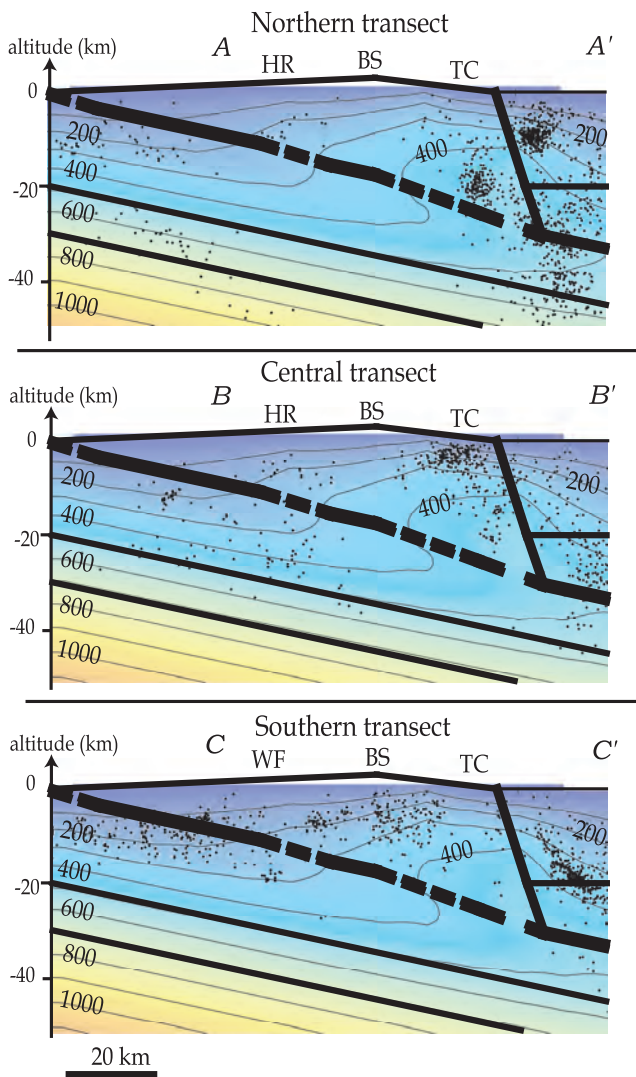 Northern transect
altitude (km)
A
HR
BS
TC
A'
0
200
400
200
-20
400
600
800
-40
1000
Central transect
altitude (km)
B
HR
BS
TC
B'
0
200
200
400
-20
400
600
800
-40
1000
Southern transect
altitude (km)
C
WF
BS
TC
C'
0
200
200
400
-20
400
600
800
-40
1000
20 km